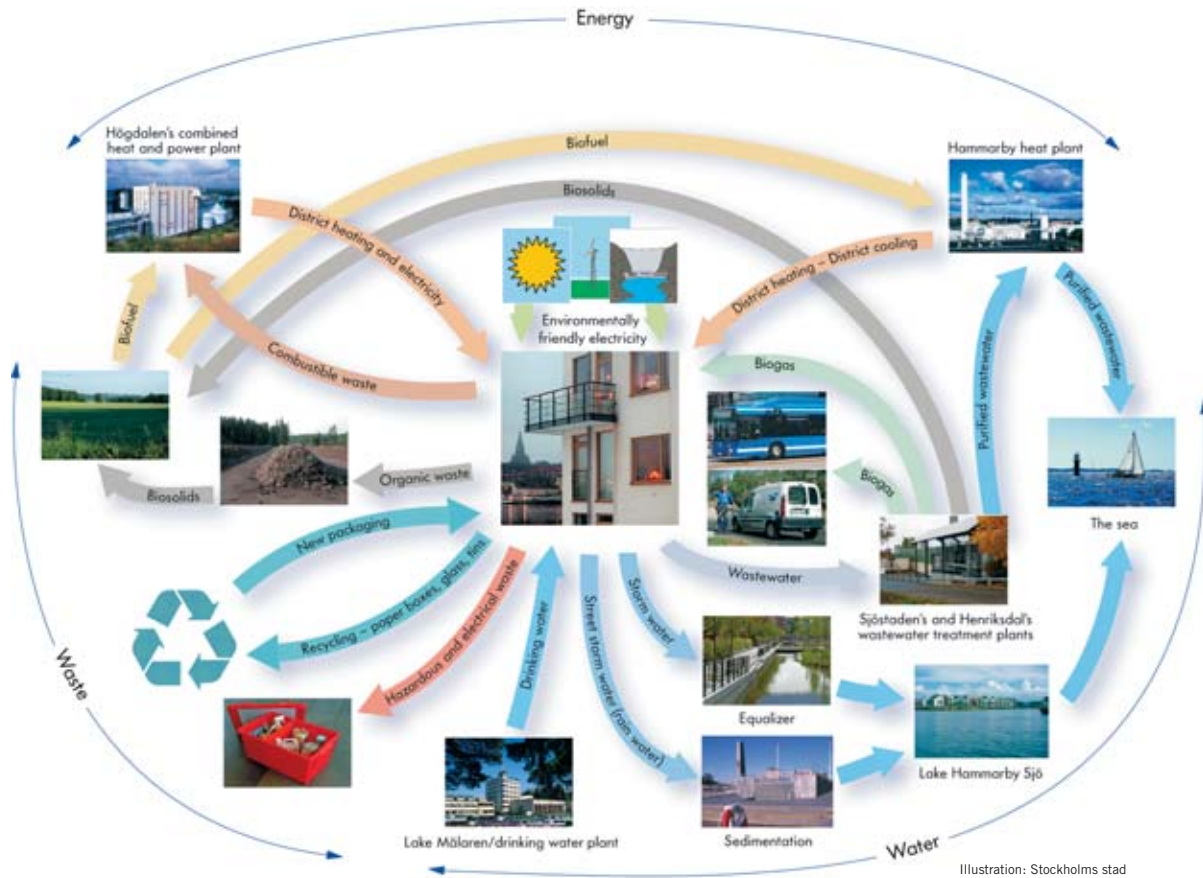 Energy
Högdalen's combined
heat and power plant
Biofuel
Hammarby heat plant
Biosolids
District heating and electricity
District heating – District cooling
Environmentally
friendly electricity
Biofuel
Combustible waste
Biogas
Purified wastewater
Purified wastewater
Organic waste
Biosolids
Biogas
The sea
New packaging
Recycling – paper boxes, glass, tins
Hazardous and electrical waste
Drinking water
Street storm water (rain water)
Storm water
Wastewater
Sjöstaden's and Henriksdal's
wastewater treatment plants
Waste
Equalizer
Lake Hammarby Sjö
Lake Mälaren/drinking water plant
Sedimentation
Water
Illustration: Stockholms stad